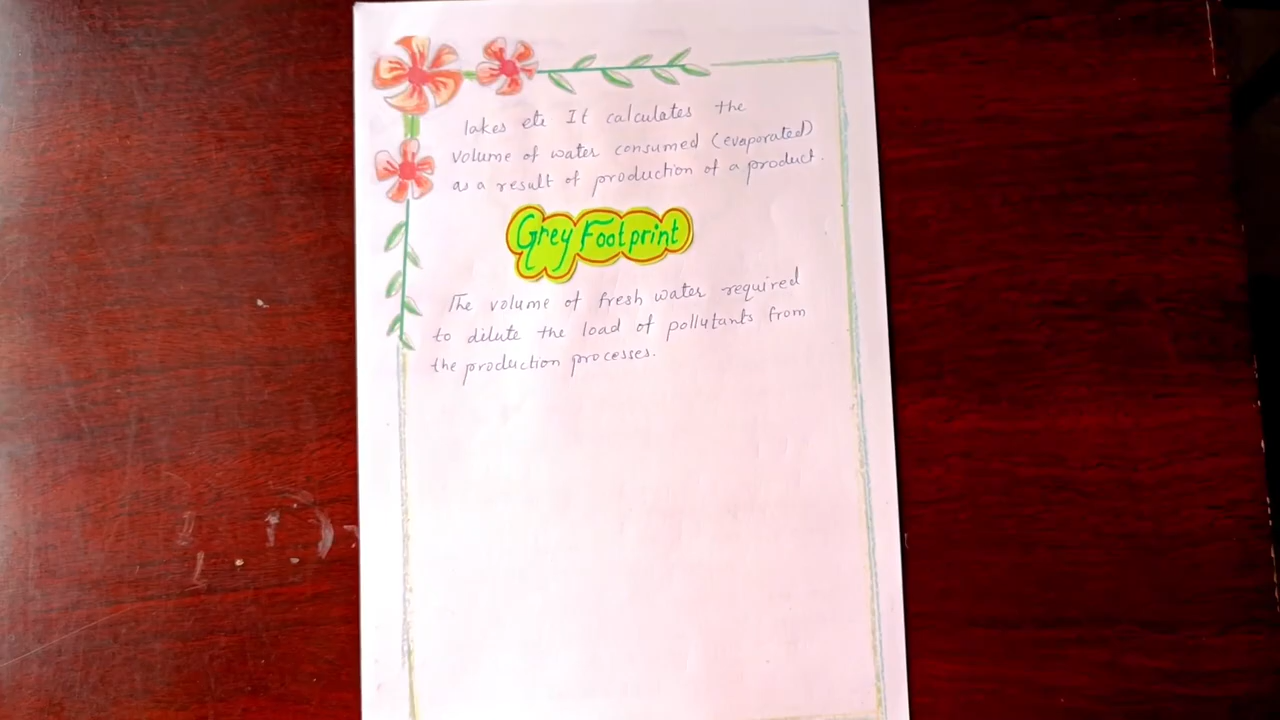 lakes etc It calculates the
volume of water consumed (evaporated)
as a result of production of a product.
Grey Footprint
The volume of fresh water required
to dilute the load of pollutants from
the production processes.